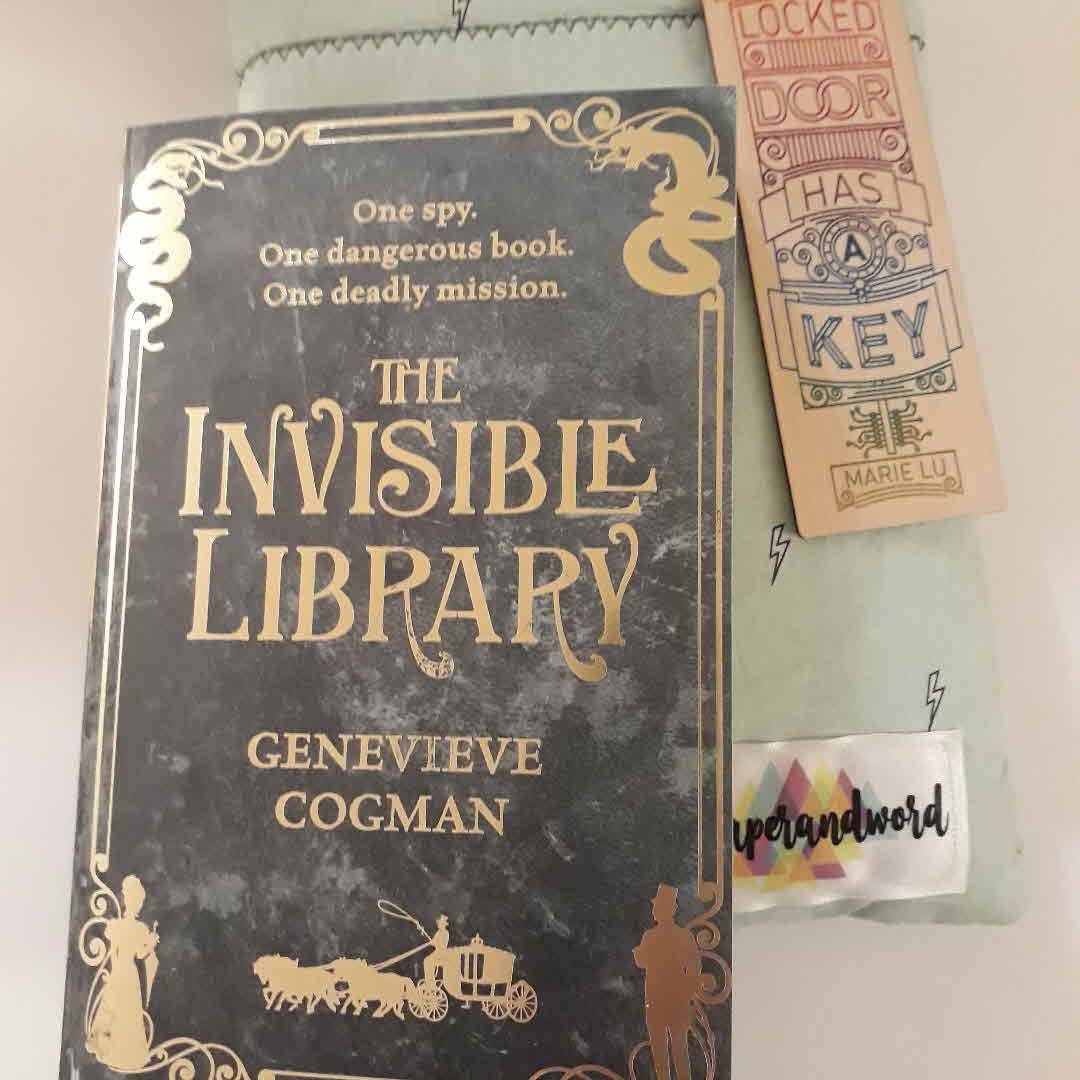 One spy.
One dangerous book.
One deadly mission.
THE
INVISIBLE
LIBRARY
GENEVIEVE
COGMAN
LOCKED
DOOR
HAS
A
KEY
MARIE LU